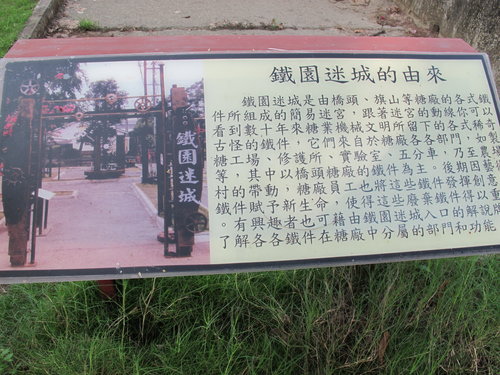 鐵園迷城的由來
鐵園迷城是由橋頭、旗山等糖廠的各式鐵
件所組成的簡易迷宮，跟著迷宮的動線你可以
看到數十年來糖業機械文明所留下的各式稀奇
古怪的鐵件，它們來自於糖廠各各部門，如製
糖工場、修護所、實驗室、五分車，乃至農場
等，其中以橋頭糖廠的鐵件為主。後期因藝
村的帶動，糖廠員工也將這些鐵件發揮創意
鐵件賦予新生命，使得這些廢棄鐵件得以重
。有興趣者也可藉由鐵園迷城入口的解說牌
了解各各鐵件在糖廠中分屬的部門和功能
鐵園迷城